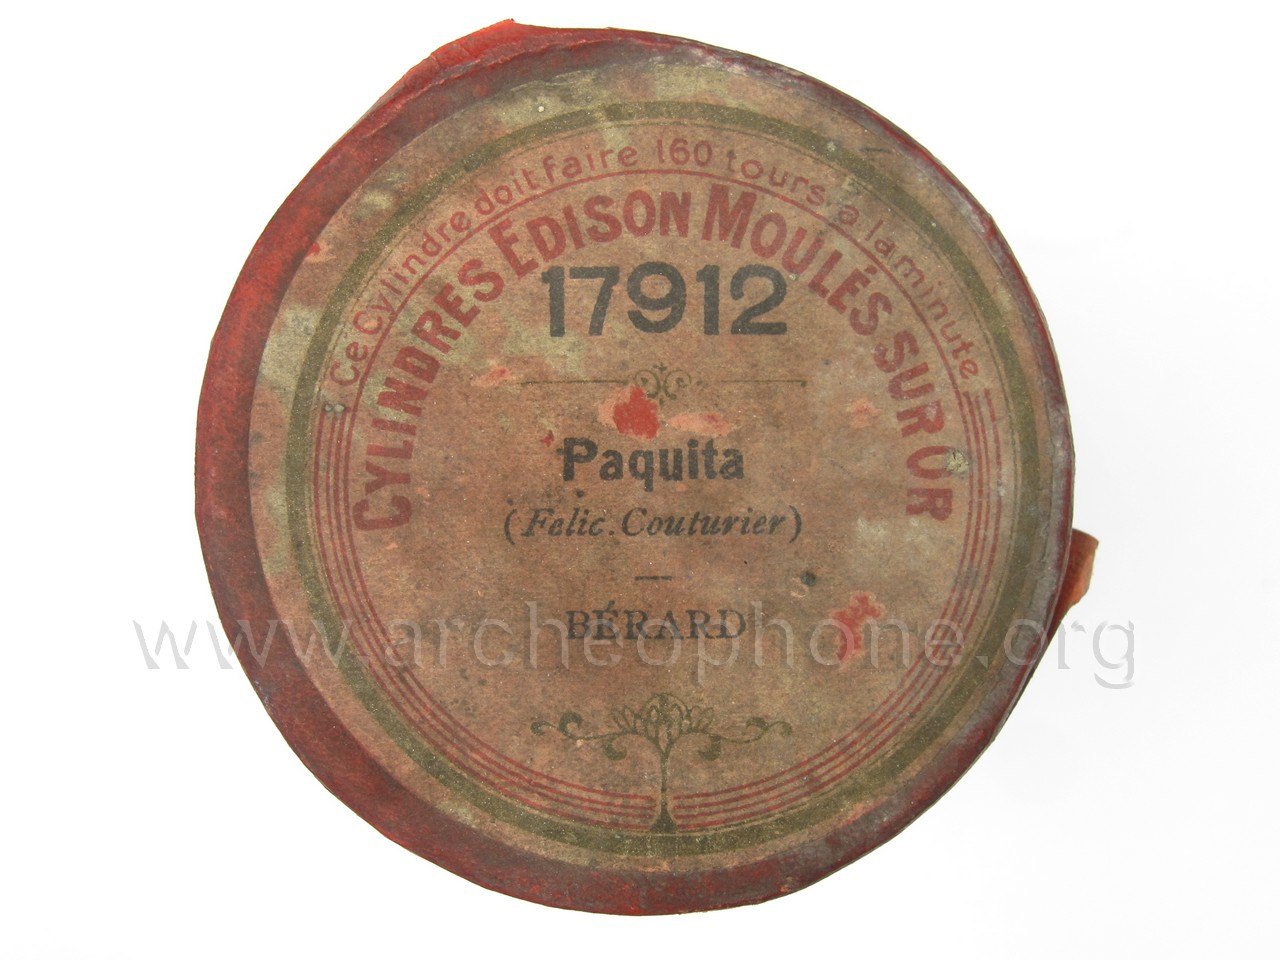 Ce Cylindre doit faire 160 tours à la minute
CYLINDRES EDISON MOULÉS SUR OR
17912
Paquita
(Felic. Couturier)
BÉRARD
www.archeophone.org